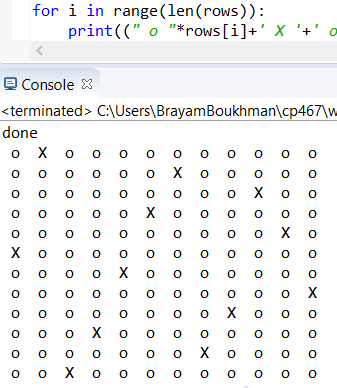 for i in range(len(rows)):
print((" o "*rows[i]+' X '+' o
Console
<terminated> C:\Users\BrayamBoukhman\cp467\w
done
o X o o o o o o o o o o
o o o o o o X o o o o o
o o o o o o o o o X o o
o o o o o X o o o o o o
o o o o o o o o o o X o
X o o o o o o o o o o o
o o o o X o o o o o o o
o o o o o o o o o o o X
o o o o o o o o X o o o
o o o X o o o o o o o o
o o o o o o o X o o o o
o o X o o o o o o o o o